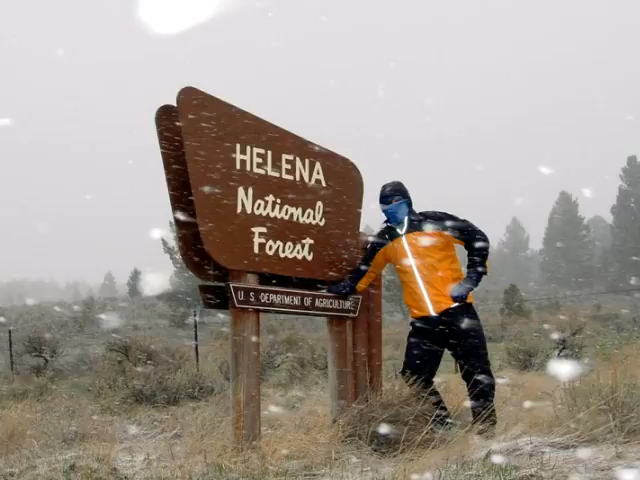 HELENA
National
Forest
U. S. DEPARTMENT OF AGRICULTURE